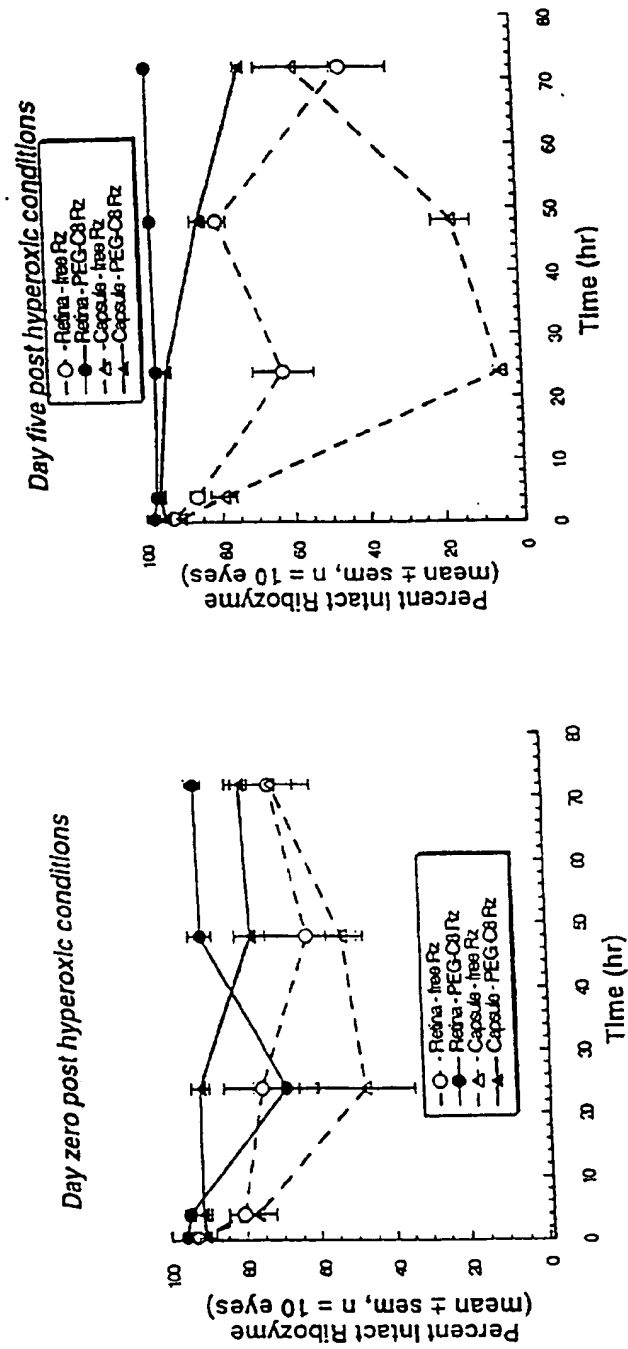 Day zero post hyperoxic conditions
Percent Intact Ribozyme
(mean ± sem, n = 10 eyes)
100
80
60
40
20
0
0
10
20
30
40
50
60
70
80
Time (hr)
Retina - free Rz
Retina - PEG-C8 Rz
Capsule - free Rz
Capsule - PEG-C8 Rz
Day five post hyperoxic conditions
Percent Intact Ribozyme
(mean ± sem, n = 10 eyes)
100
80
60
40
20
0
0
10
20
30
40
50
60
70
80
Time (hr)
Retina - free Rz
Retina - PEG-C8 Rz
Capsule - free Rz
Capsule - PEG-C8 Rz